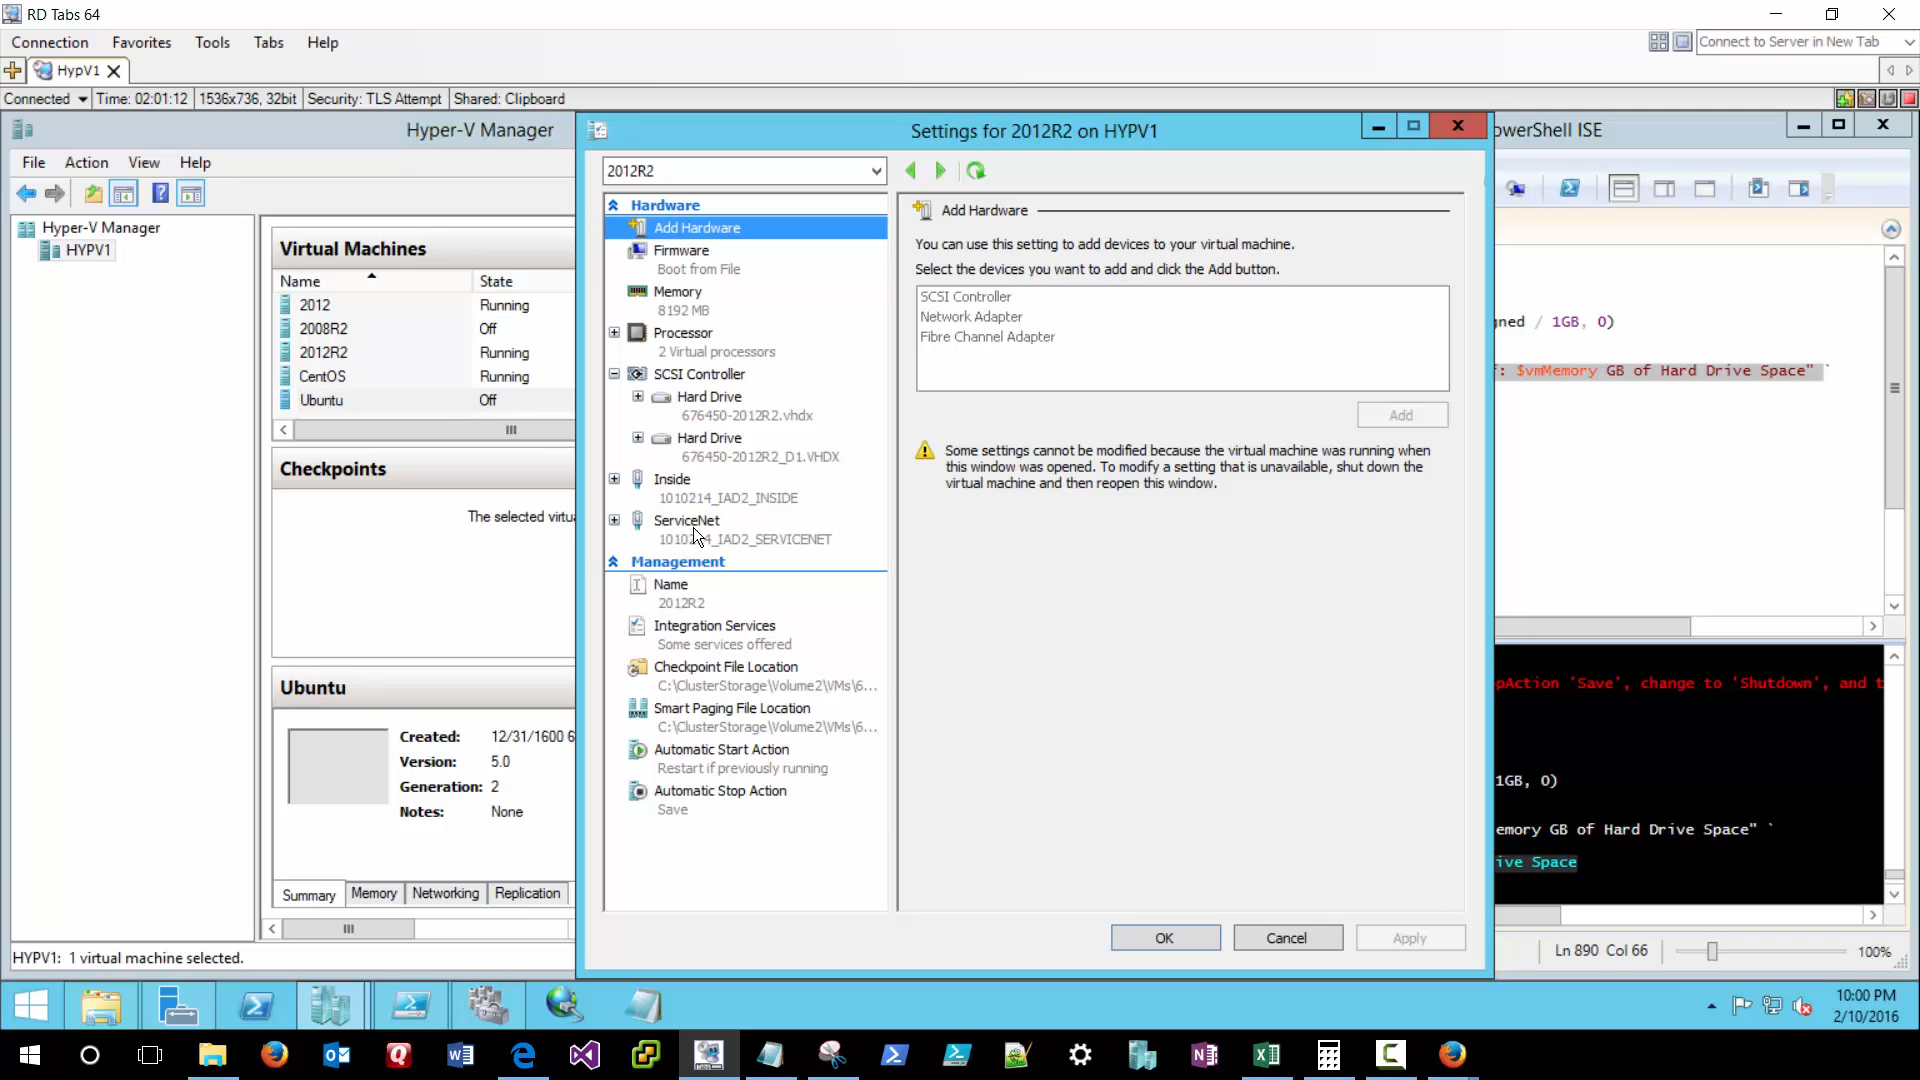 RD Tabs 64
Connection Favorites Tools Tabs Help
Connect to Server in New Tab
HypV1
Connected Time: 02:01:12 1536x736, 32bit Security: TLS Attempt Shared: Clipboard
Hyper-V Manager
File Action View Help
Hyper-V Manager
HYPV1
Virtual Machines
Name State
2012 Running
2008R2 Off
2012R2 Running
CentOS Running
Ubuntu Off
Checkpoints
The selected virtua
Ubuntu
Created: 12/31/1600 6
Version: 5.0
Generation: 2
Notes: None
Summary Memory Networking Replication
HYPV1: 1 virtual machine selected.
Settings for 2012R2 on HYPV1
2012R2
Hardware
Add Hardware
Firmware
Boot from File
Memory
8192 MB
Processor
2 Virtual processors
SCSI Controller
Hard Drive
676450-2012R2.vhdx
Hard Drive
676450-2012R2_D1.VHDX
Inside
1010214_IAD2_INSIDE
ServiceNet
1010214_IAD2_SERVICENET
Management
Name
2012R2
Integration Services
Some services offered
Checkpoint File Location
C:\ClusterStorage\Volume2\VMs\6...
Smart Paging File Location
C:\ClusterStorage\Volume2\VMs\6...
Automatic Start Action
Restart if previously running
Automatic Stop Action
Save
Add Hardware
You can use this setting to add devices to your virtual machine.
Select the devices you want to add and click the Add button.
SCSI Controller
Network Adapter
Fibre Channel Adapter
Add
Some settings cannot be modified because the virtual machine was running when
this window was opened. To modify a setting that is unavailable, shut down the
virtual machine and then reopen this window.
OK Cancel Apply
owerShell ISE
ned / 1GB, 0)
f: $vmMemory GB of Hard Drive Space" `
pAction 'Save', change to 'Shutdown', and t
1GB, 0)
emory GB of Hard Drive Space" `
ive Space
Ln 890 Col 66 100%
10:00 PM
2/10/2016